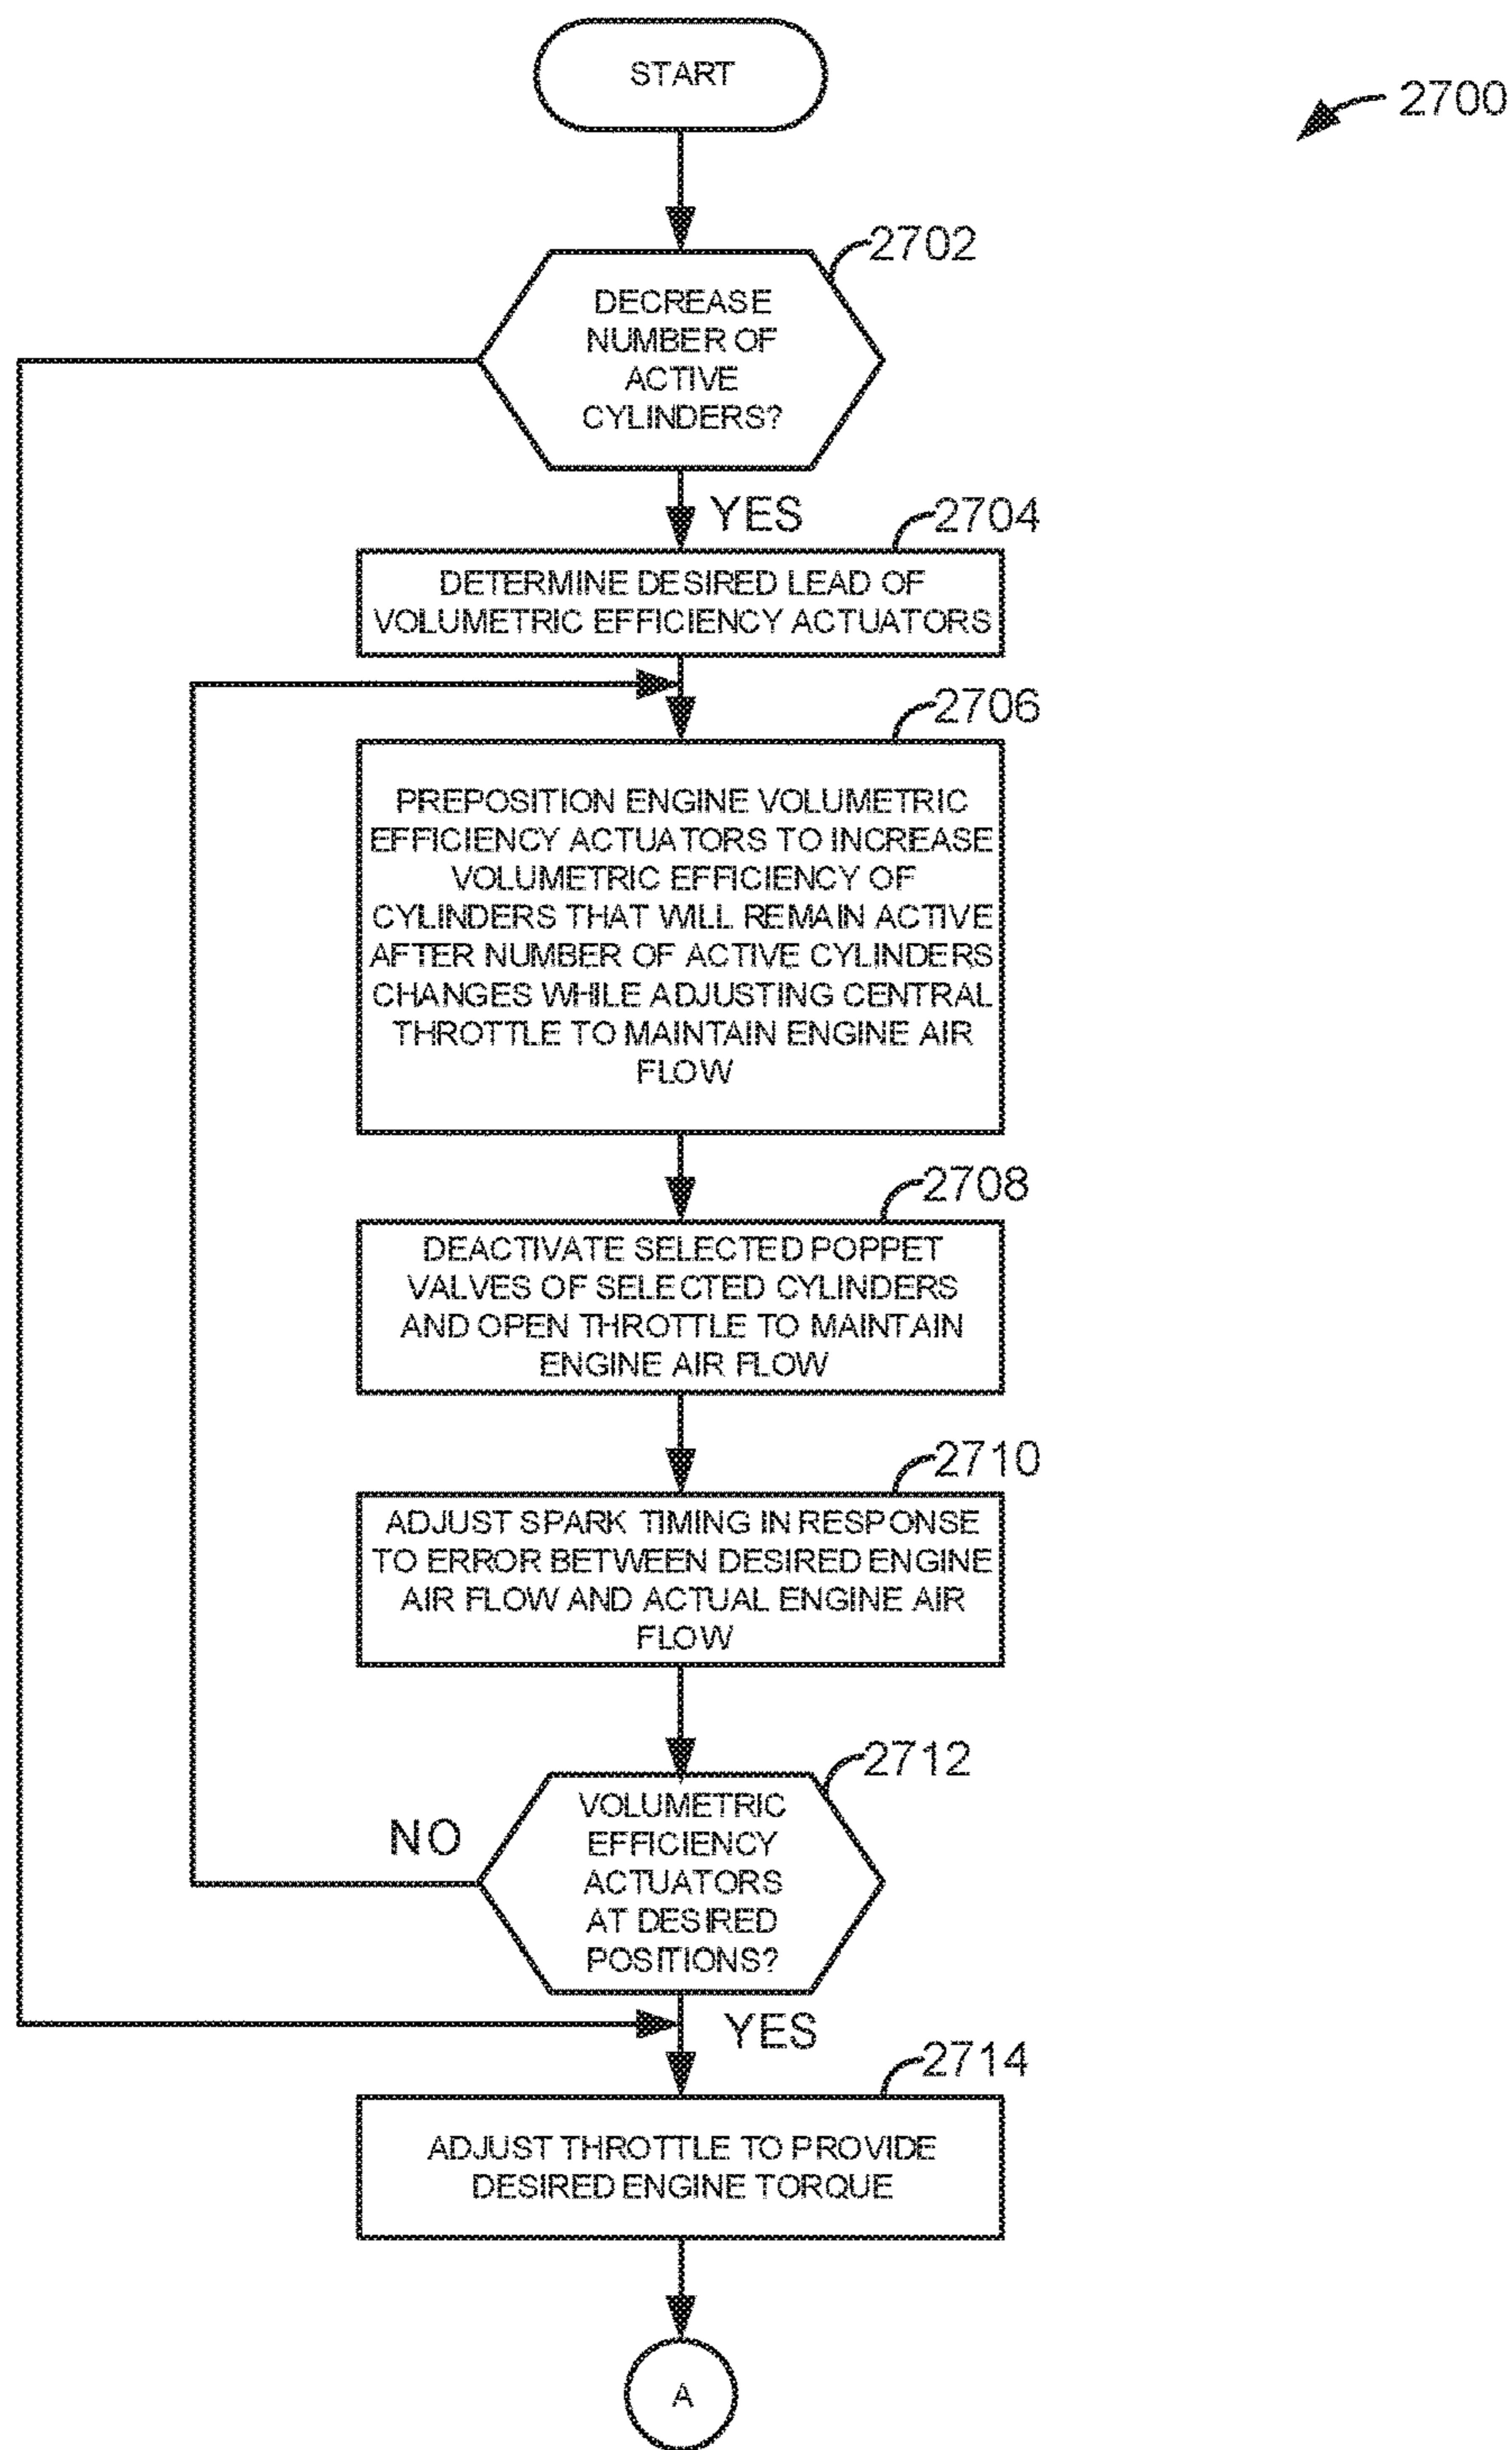 START
2700
2702
DECREASE
NUMBER OF
ACTIVE
CYLINDERS?
YES
2704
DETERMINE DESIRED LEAD OF
VOLUMETRIC EFFICIENCY ACTUATORS
2706
PREPOSITION ENGINE VOLUMETRIC
EFFICIENCY ACTUATORS TO INCREASE
VOLUMETRIC EFFICIENCY OF
CYLINDERS THAT WILL REMAIN ACTIVE
AFTER NUMBER OF ACTIVE CYLINDERS
CHANGES WHILE ADJUSTING CENTRAL
THROTTLE TO MAINTAIN ENGINE AIR
FLOW
2708
DEACTIVATE SELECTED POPPET
VALVES OF SELECTED CYLINDERS
AND OPEN THROTTLE TO MAINTAIN
ENGINE AIR FLOW
2710
ADJUST SPARK TIMING IN RESPONSE
TO ERROR BETWEEN DESIRED ENGINE
AIR FLOW AND ACTUAL ENGINE AIR
FLOW
2712
VOLUMETRIC
EFFICIENCY
ACTUATORS
AT DESIRED
POSITIONS?
NO
YES
2714
ADJUST THROTTLE TO PROVIDE
DESIRED ENGINE TORQUE
A